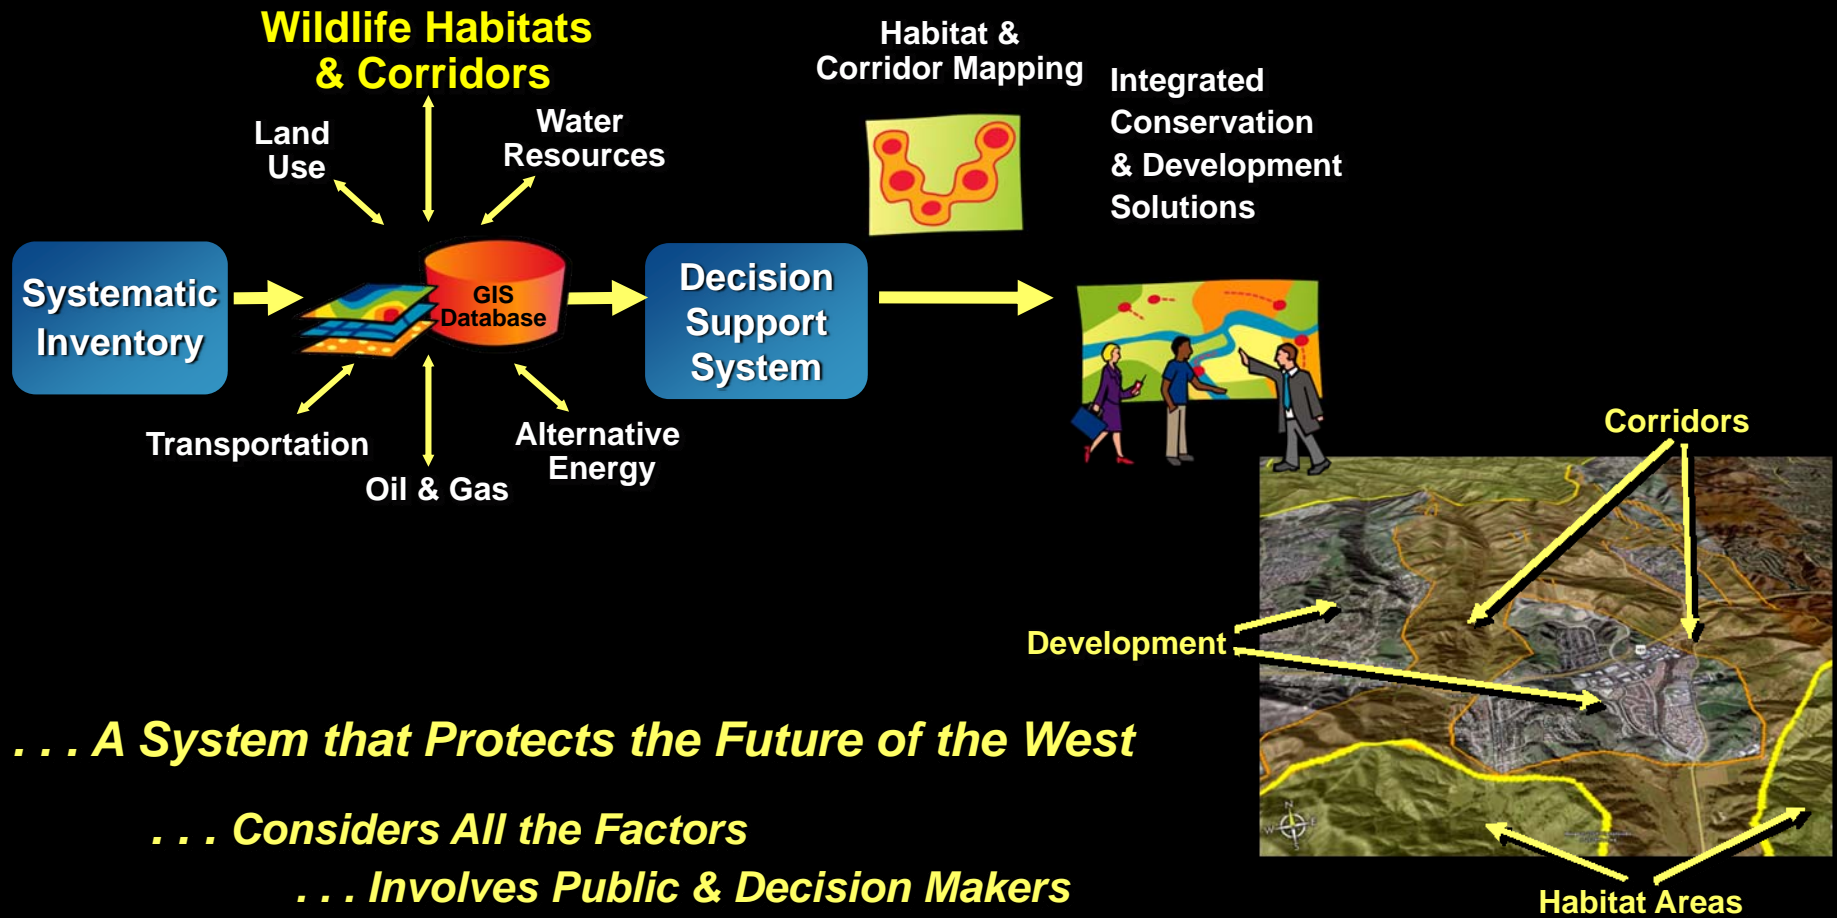 Wildlife Habitats
& Corridors
Land
Use
Water
Resources
Habitat &
Corridor Mapping
Integrated
Conservation
& Development
Solutions
Systematic
Inventory
GIS
Database
Decision
Support
System
Transportation
Oil & Gas
Alternative
Energy
Corridors
Development
. . . A System that Protects the Future of the West
. . . Considers All the Factors
. . . Involves Public & Decision Makers
N
W
E
S
Habitat Areas